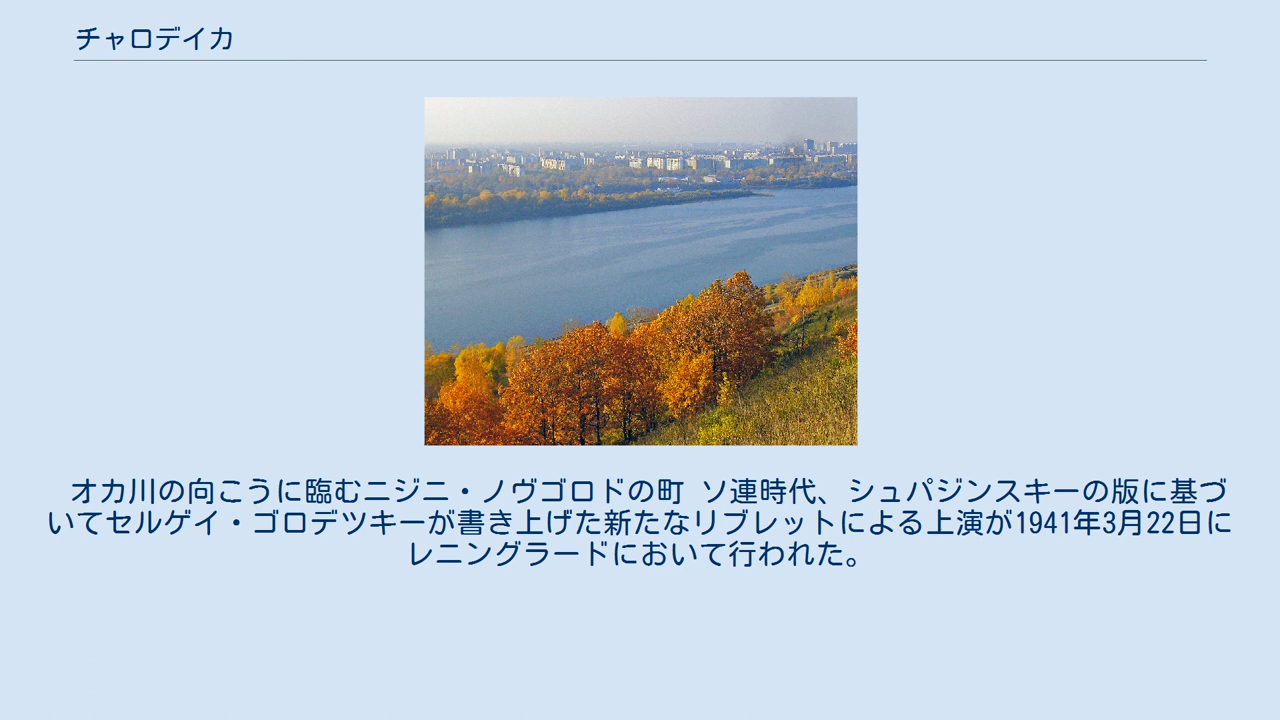 チャロデイカ
オカ川の向こうに臨むニジニ・ノヴゴロドの町 ソ連時代、シュパジンスキーの版に基づ
いてセルゲイ・ゴロデツキーが書き上げた新たなリブレットによる上演が1941年3月22日に
レニングラードにおいて行われた。